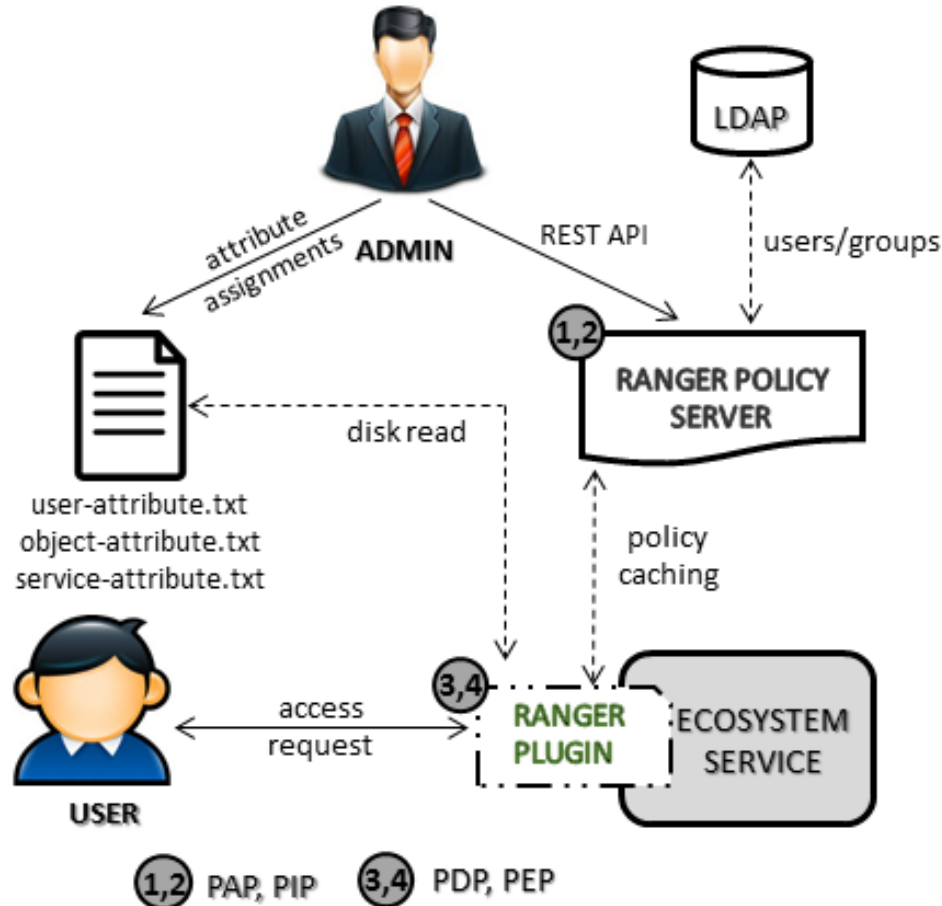 LDAP
ADMIN
attribute
assignments
REST API
users/groups
1,2
RANGER POLICY
SERVER
disk read
user-attribute.txt
object-attribute.txt
service-attribute.txt
policy
caching
3,4
access
request
RANGER
PLUGIN
ECOSYSTEM
SERVICE
USER
1,2 PAP, PIP
3,4 PDP, PEP